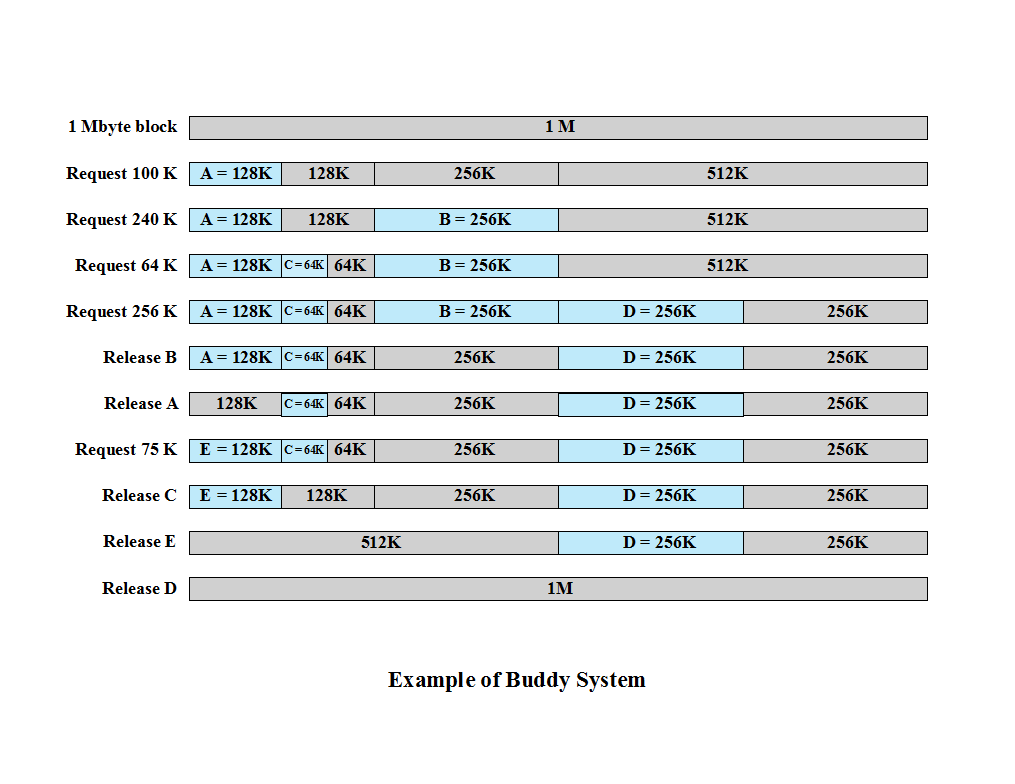 1 Mbyte block 1 M
Request 100 K A = 128K 128K 256K 512K
Request 240 K A = 128K 128K B = 256K 512K
Request 64 K A = 128K C = 64K 64K B = 256K 512K
Request 256 K A = 128K C = 64K 64K B = 256K D = 256K 256K
Release B A = 128K C = 64K 64K 256K D = 256K 256K
Release A 128K C = 64K 64K 256K D = 256K 256K
Request 75 K E = 128K C = 64K 64K 256K D = 256K 256K
Release C E = 128K 128K 256K D = 256K 256K
Release E 512K D = 256K 256K
Release D 1M
Example of Buddy System